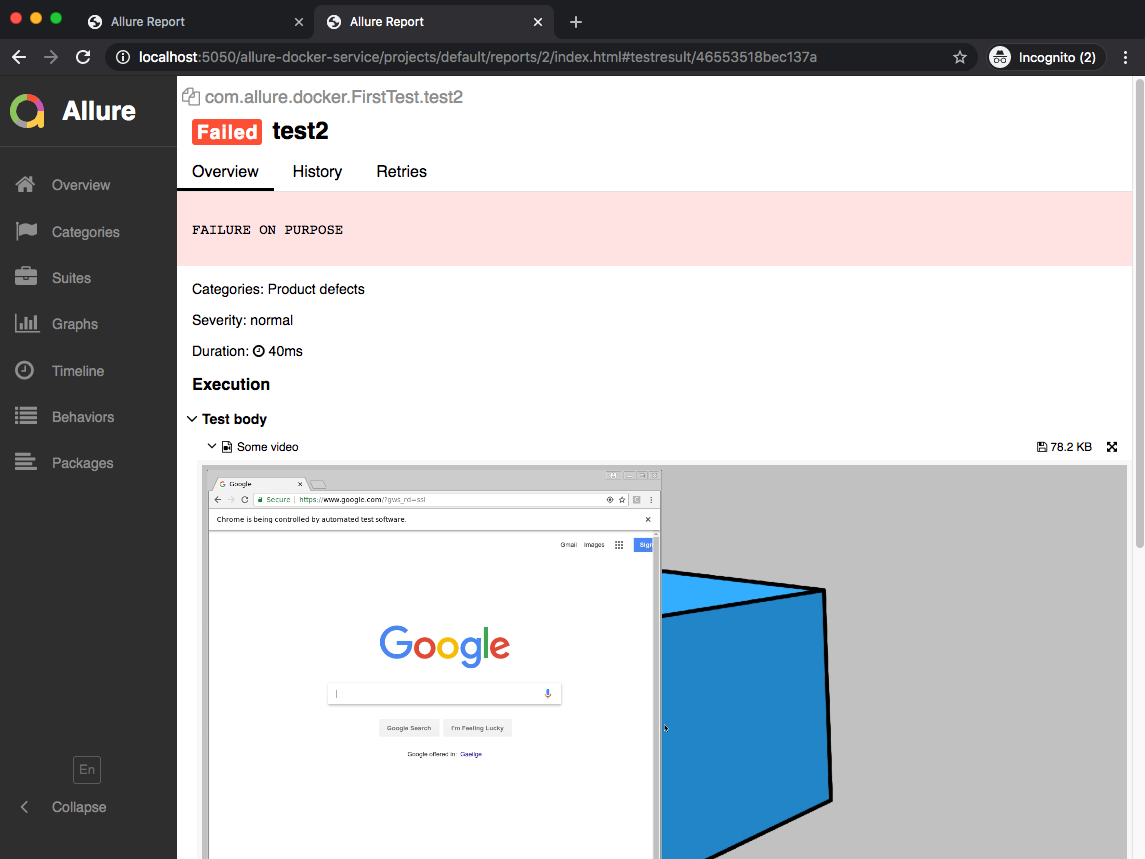 Allure Report
Allure Report
localhost:5050/allure-docker-service/projects/default/reports/2/index.html#testresult/46553518bec137a
Incognito (2)
Allure
Overview
Categories
Suites
Graphs
Timeline
Behaviors
Packages
En
Collapse
com.allure.docker.FirstTest.test2
Failed test2
Overview History Retries
FAILURE ON PURPOSE
Categories: Product defects
Severity: normal
Duration: 40ms
Execution
Test body
Some video 78.2 KB
Google
Secure https://www.google.com/?gws_rd=ssl
Chrome is being controlled by automated test software.
Gmail Images Sign
Google
Google Search I'm Feeling Lucky
Google offered in: Gaeilge